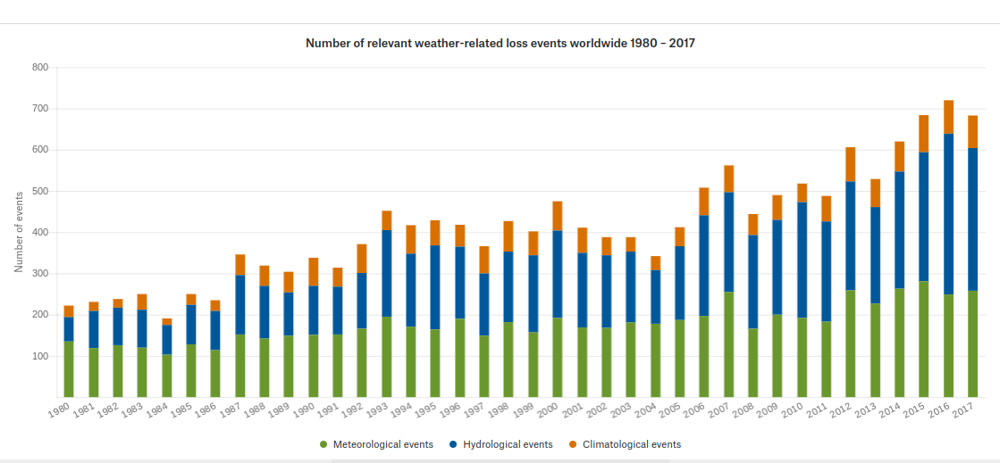 Number of relevant weather-related loss events worldwide 1980 – 2017
800
700
600
500
400
300
200
100
Number of events
1980 1981 1982 1983 1984 1985 1986 1987 1988 1989 1990 1991 1992 1993 1994 1995 1996 1997 1998 1999 2000 2001 2002 2003 2004 2005 2006 2007 2008 2009 2010 2011 2012 2013 2014 2015 2016 2017
Meteorological events Hydrological events Climatological events